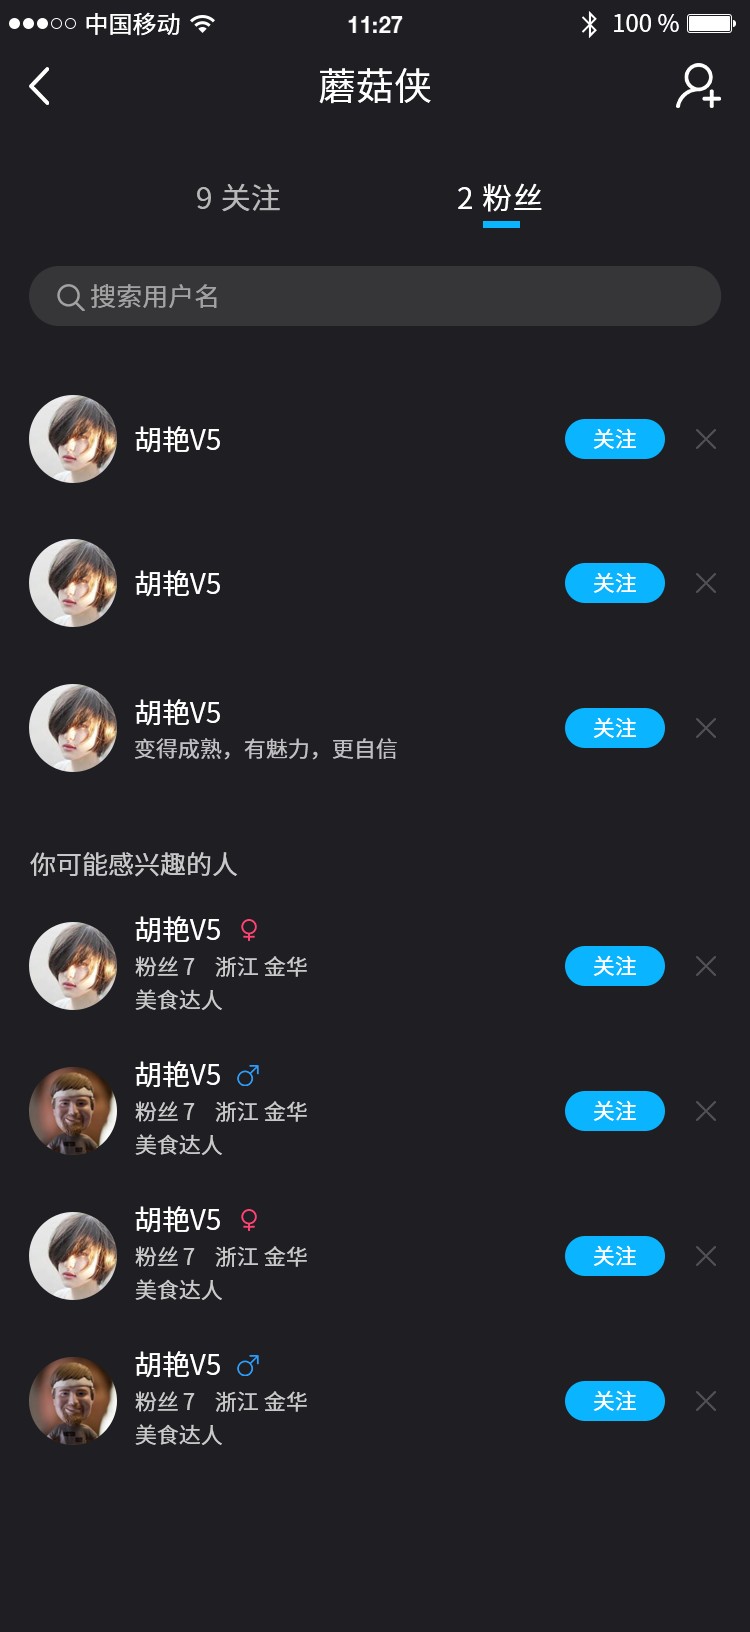 中国移动 11:27 100 %
蘑菇侠
9 关注 2 粉丝
搜索用户名
胡艳V5 关注
胡艳V5 关注
胡艳V5
变得成熟，有魅力，更自信 关注
你可能感兴趣的人
胡艳V5 ♀
粉丝 7 浙江 金华 关注
美食达人
胡艳V5 ♂
粉丝 7 浙江 金华 关注
美食达人
胡艳V5 ♀
粉丝 7 浙江 金华 关注
美食达人
胡艳V5 ♂
粉丝 7 浙江 金华 关注
美食达人